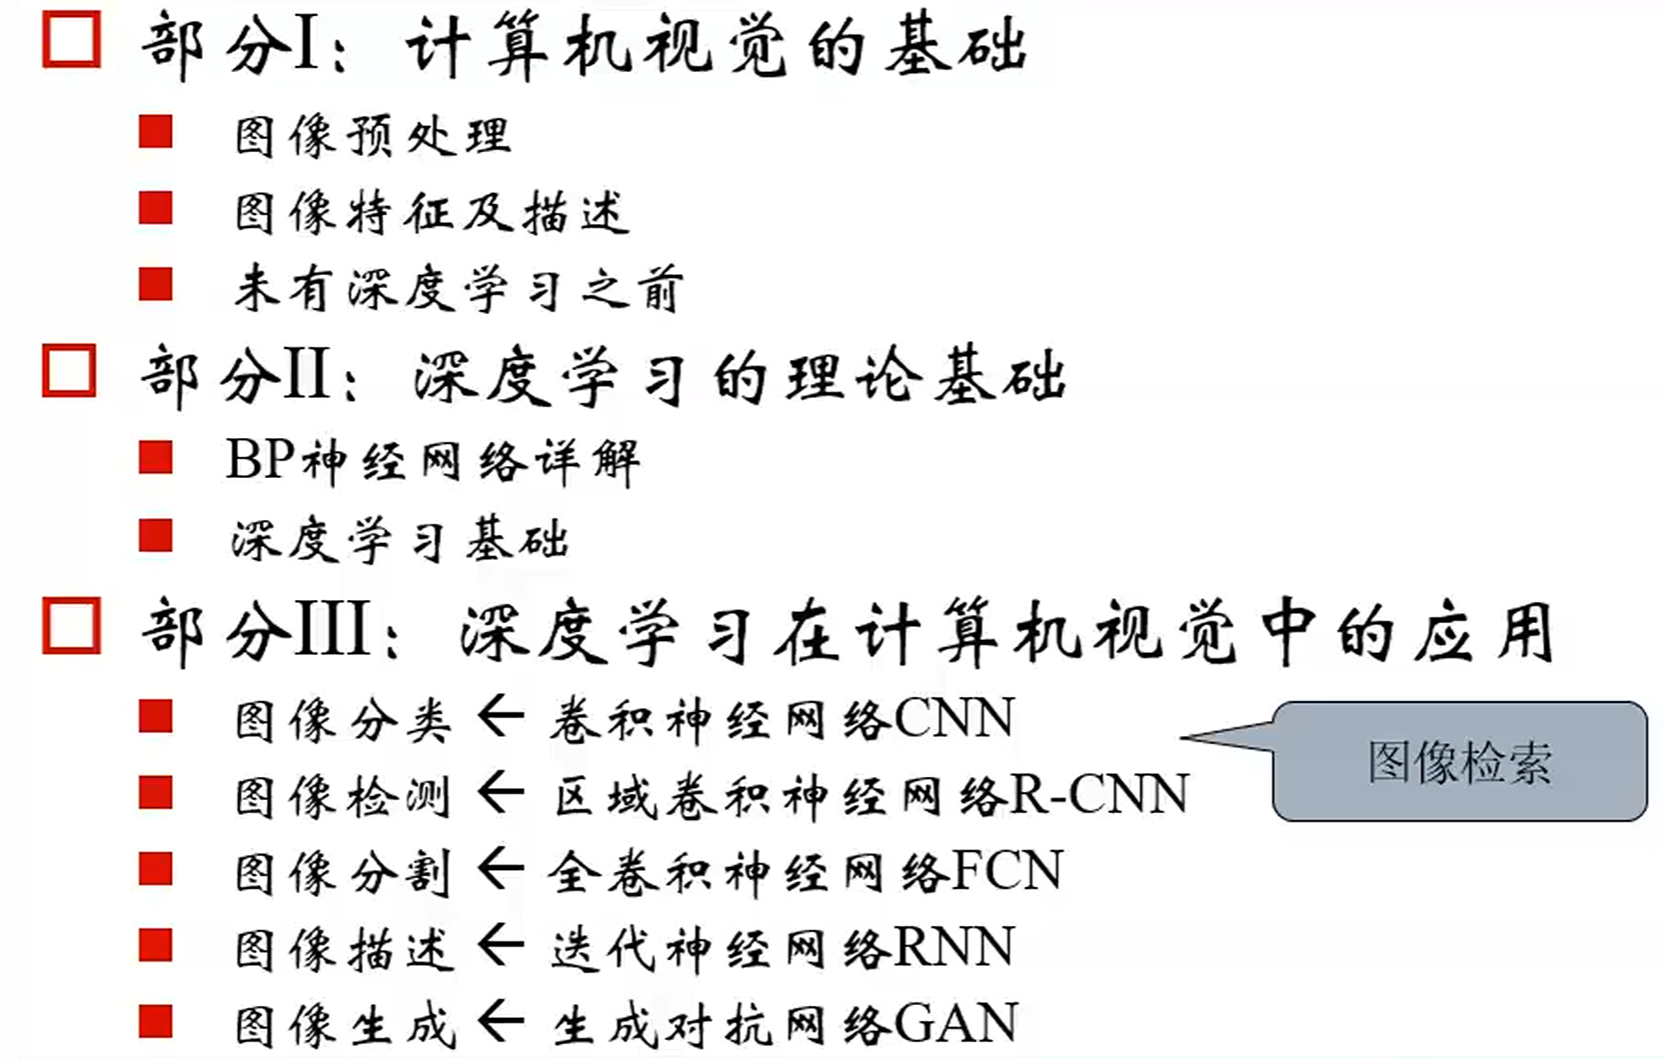 部分I：计算机视觉的基础
图像预处理
图像特征及描述
未有深度学习之前
部分II：深度学习的理论基础
BP神经网络详解
深度学习基础
部分III：深度学习在计算机视觉中的应用
图像分类 ← 卷积神经网络CNN
图像检索
图像检测 ← 区域卷积神经网络R-CNN
图像分割 ← 全卷积神经网络FCN
图像描述 ← 迭代神经网络RNN
图像生成 ← 生成对抗网络GAN